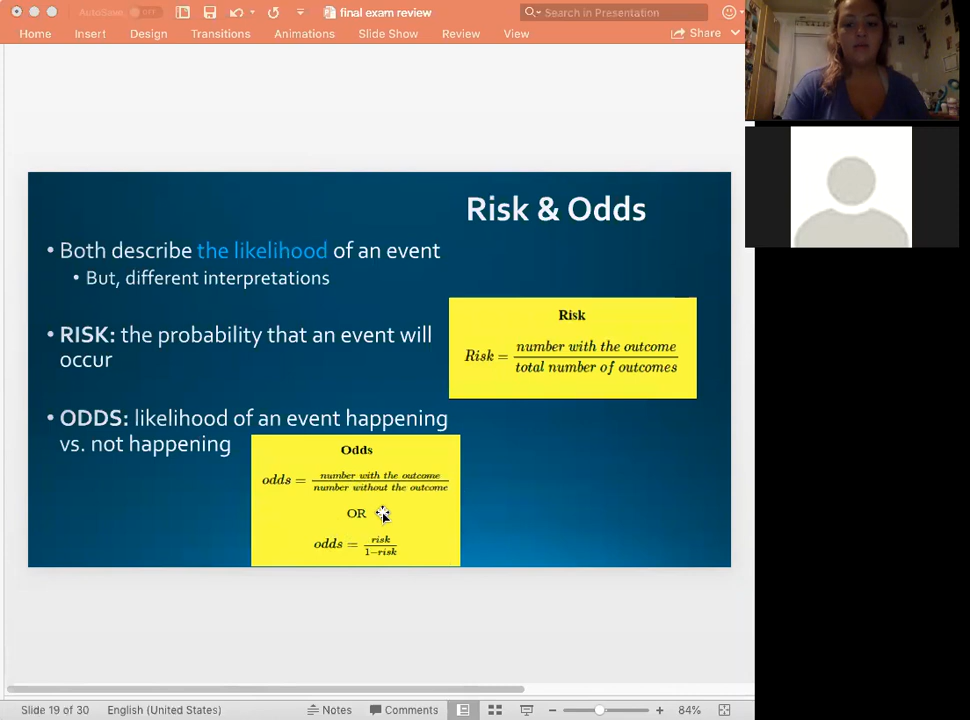 AutoSave OFF
final exam review
Search in Presentation
Home Insert Design Transitions Animations Slide Show Review View Share
Risk & Odds
• Both describe the likelihood of an event
• But, different interpretations
• RISK: the probability that an event will
occur
Risk
Risk = number with the outcome / total number of outcomes
• ODDS: likelihood of an event happening
vs. not happening
Odds
odds = number with the outcome / number without the outcome
OR
odds = risk / 1−risk
Slide 19 of 30 English (United States) Notes Comments 84%